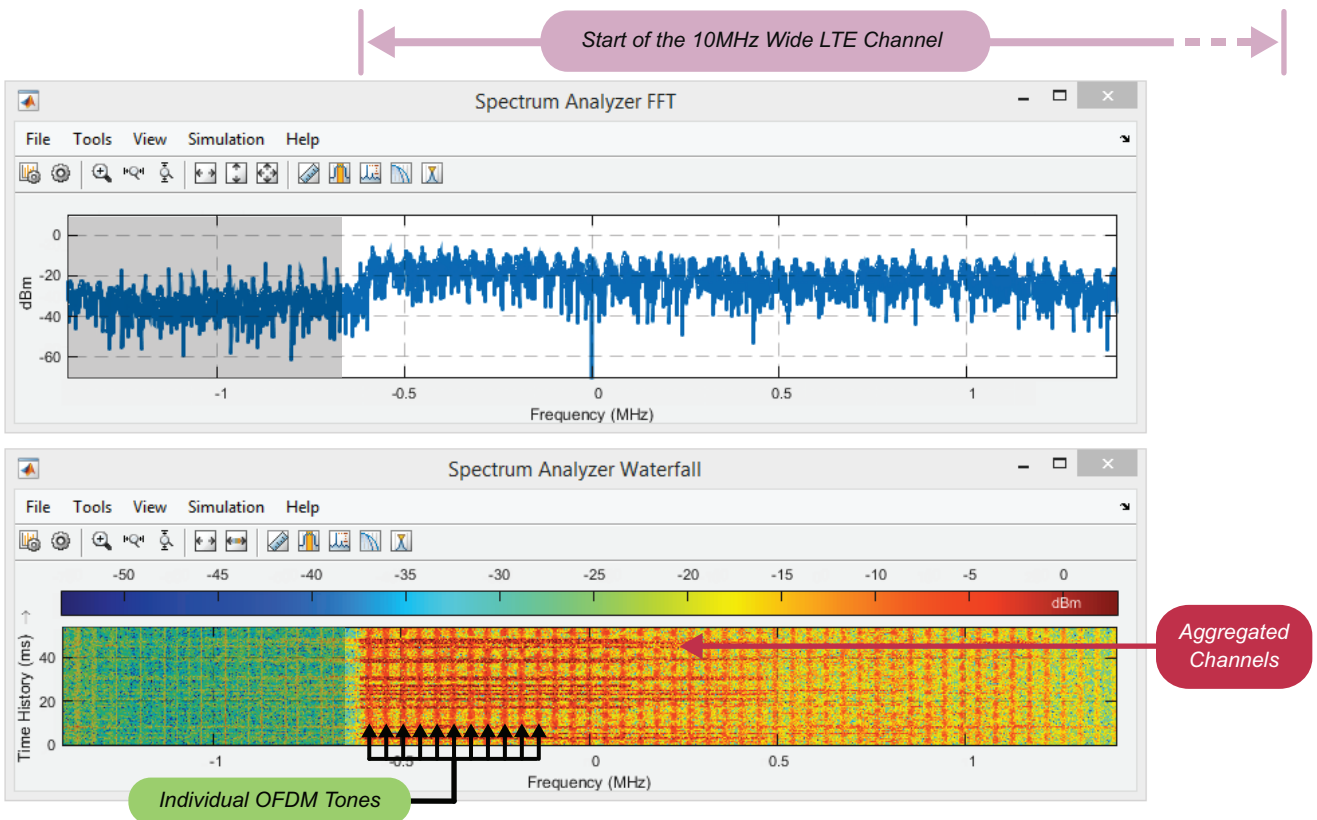 Start of the 10MHz Wide LTE Channel
Spectrum Analyzer FFT
File Tools View Simulation Help
0
-20
-40
-60
dBm
-1 -0.5 0 0.5 1
Frequency (MHz)
Spectrum Analyzer Waterfall
File Tools View Simulation Help
-50 -45 -40 -35 -30 -25 -20 -15 -10 -5 0
dBm
Time History (ms)
40
20
0
Aggregated
Channels
-1 -0.5 0 0.5 1
Frequency (MHz)
Individual OFDM Tones